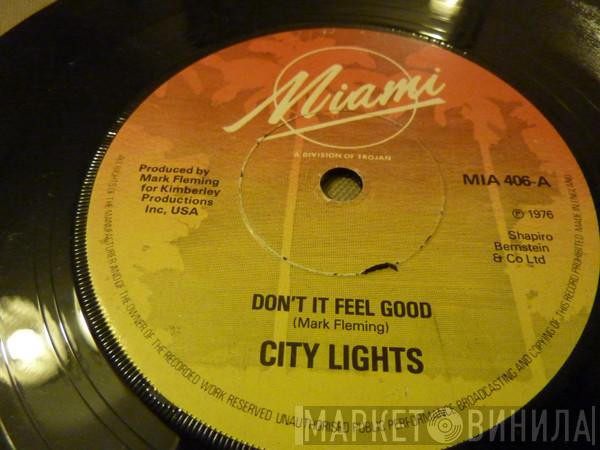 Miami
A DIVISION OF TROJAN
Produced by
Mark Fleming
for Kimberley
Productions
Inc, USA
MIA 406-A
℗ 1976
Shapiro
Bernstein
& Co Ltd
DON'T IT FEEL GOOD
(Mark Fleming)
CITY LIGHTS
ALL RIGHTS OF THE MANUFACTURER AND OF THE OWNER OF THE RECORDED WORK RESERVED UNAUTHORISED PUBLIC PERFORMANCE BROADCASTING AND COPYING OF THIS RECORD PROHIBITED MADE IN ENGLAND
МАРКЕТ ВИНИЛА